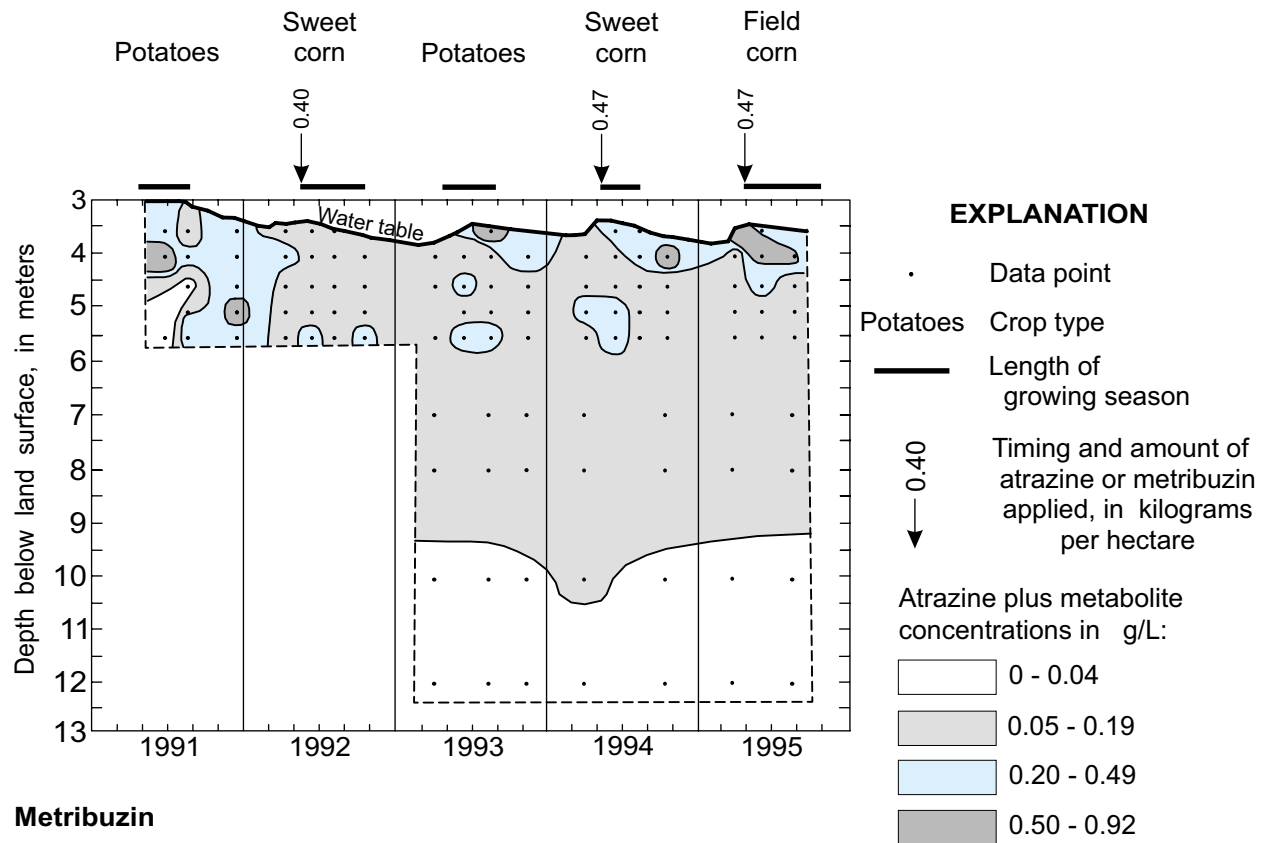 Potatoes
Sweet
corn
Potatoes
Sweet
corn
Field
corn
0.40
0.47
0.47
Water table
Depth below land surface, in meters
3
4
5
6
7
8
9
10
11
12
13
1991
1992
1993
1994
1995
EXPLANATION
Data point
Potatoes Crop type
Length of
growing season
0.40
Timing and amount of
atrazine or metribuzin
applied, in kilograms
per hectare
Atrazine plus metabolite
concentrations in g/L:
0 - 0.04
0.05 - 0.19
0.20 - 0.49
0.50 - 0.92
Metribuzin